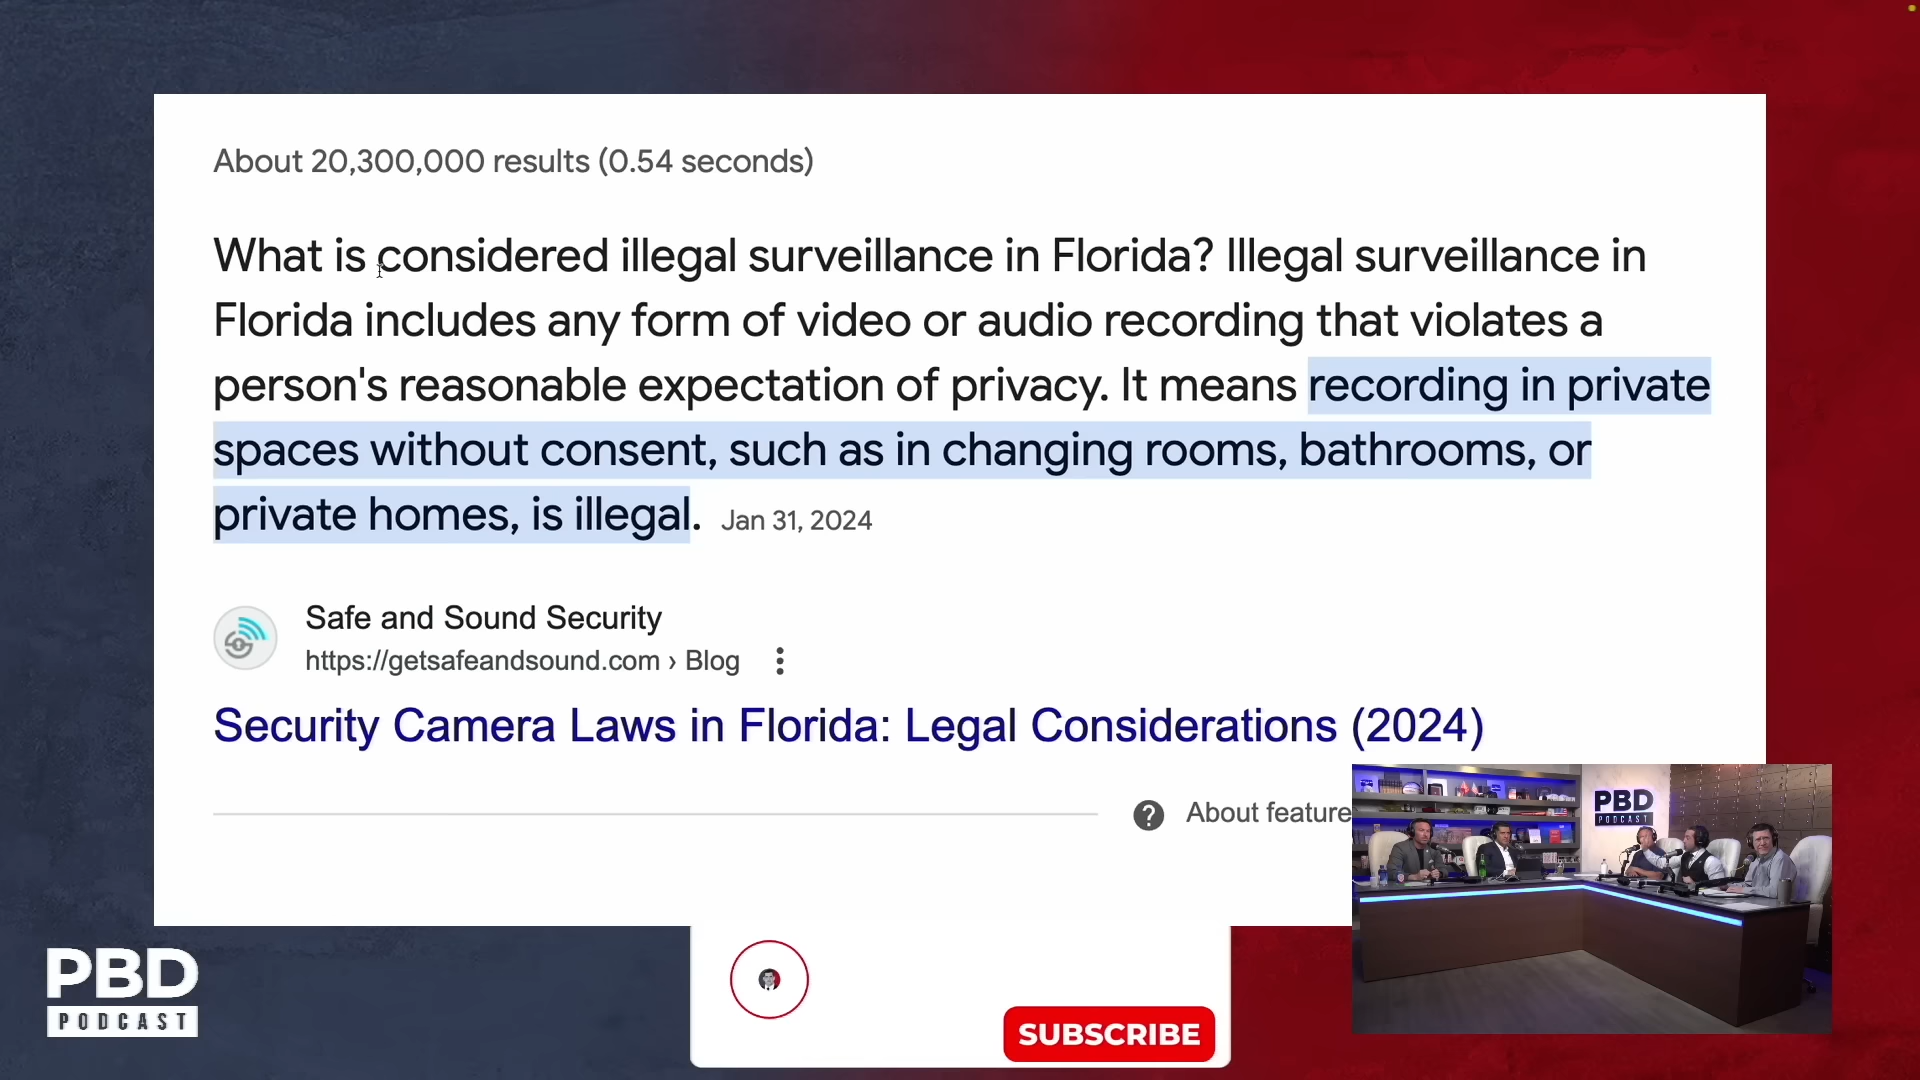 About 20,300,000 results (0.54 seconds)
What is considered illegal surveillance in Florida? Illegal surveillance in
Florida includes any form of video or audio recording that violates a
person's reasonable expectation of privacy. It means recording in private
spaces without consent, such as in changing rooms, bathrooms, or
private homes, is illegal. Jan 31, 2024
Safe and Sound Security
https://getsafeandsound.com › Blog
Security Camera Laws in Florida: Legal Considerations (2024)
About feature
PBD
PODCAST
PBD
PODCAST
SUBSCRIBE